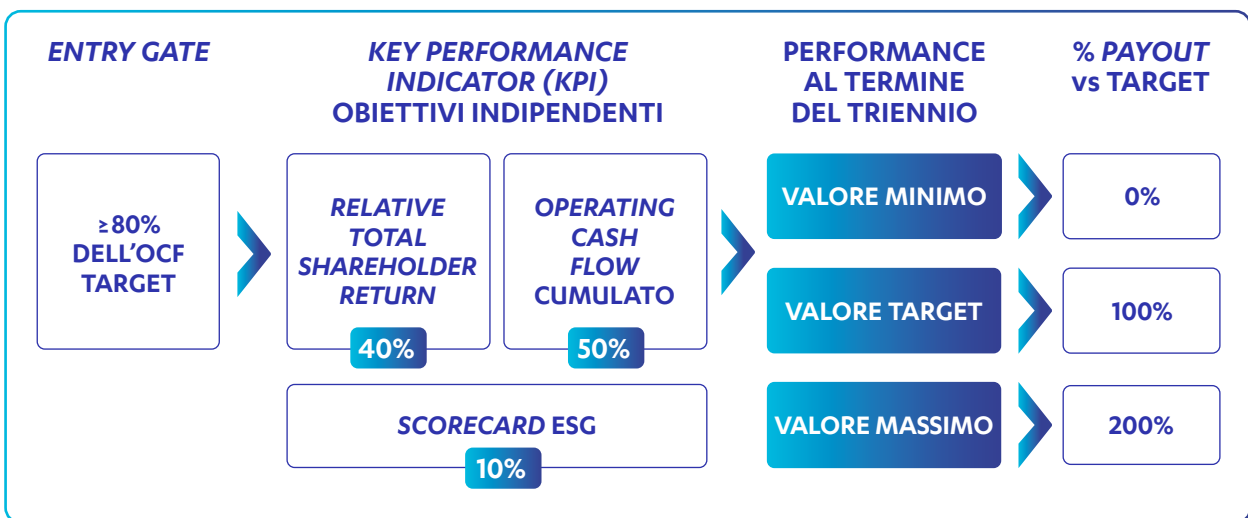 ENTRY GATE
KEY PERFORMANCE
INDICATOR (KPI)
OBIETTIVI INDIPENDENTI
PERFORMANCE
AL TERMINE
DEL TRIENNIO
% PAYOUT
vs TARGET
≥80%
DELL'OCF
TARGET
RELATIVE
TOTAL
SHAREHOLDER
RETURN
40%
OPERATING
CASH
FLOW
CUMULATO
50%
SCORECARD ESG
10%
VALORE MINIMO
0%
VALORE TARGET
100%
VALORE MASSIMO
200%